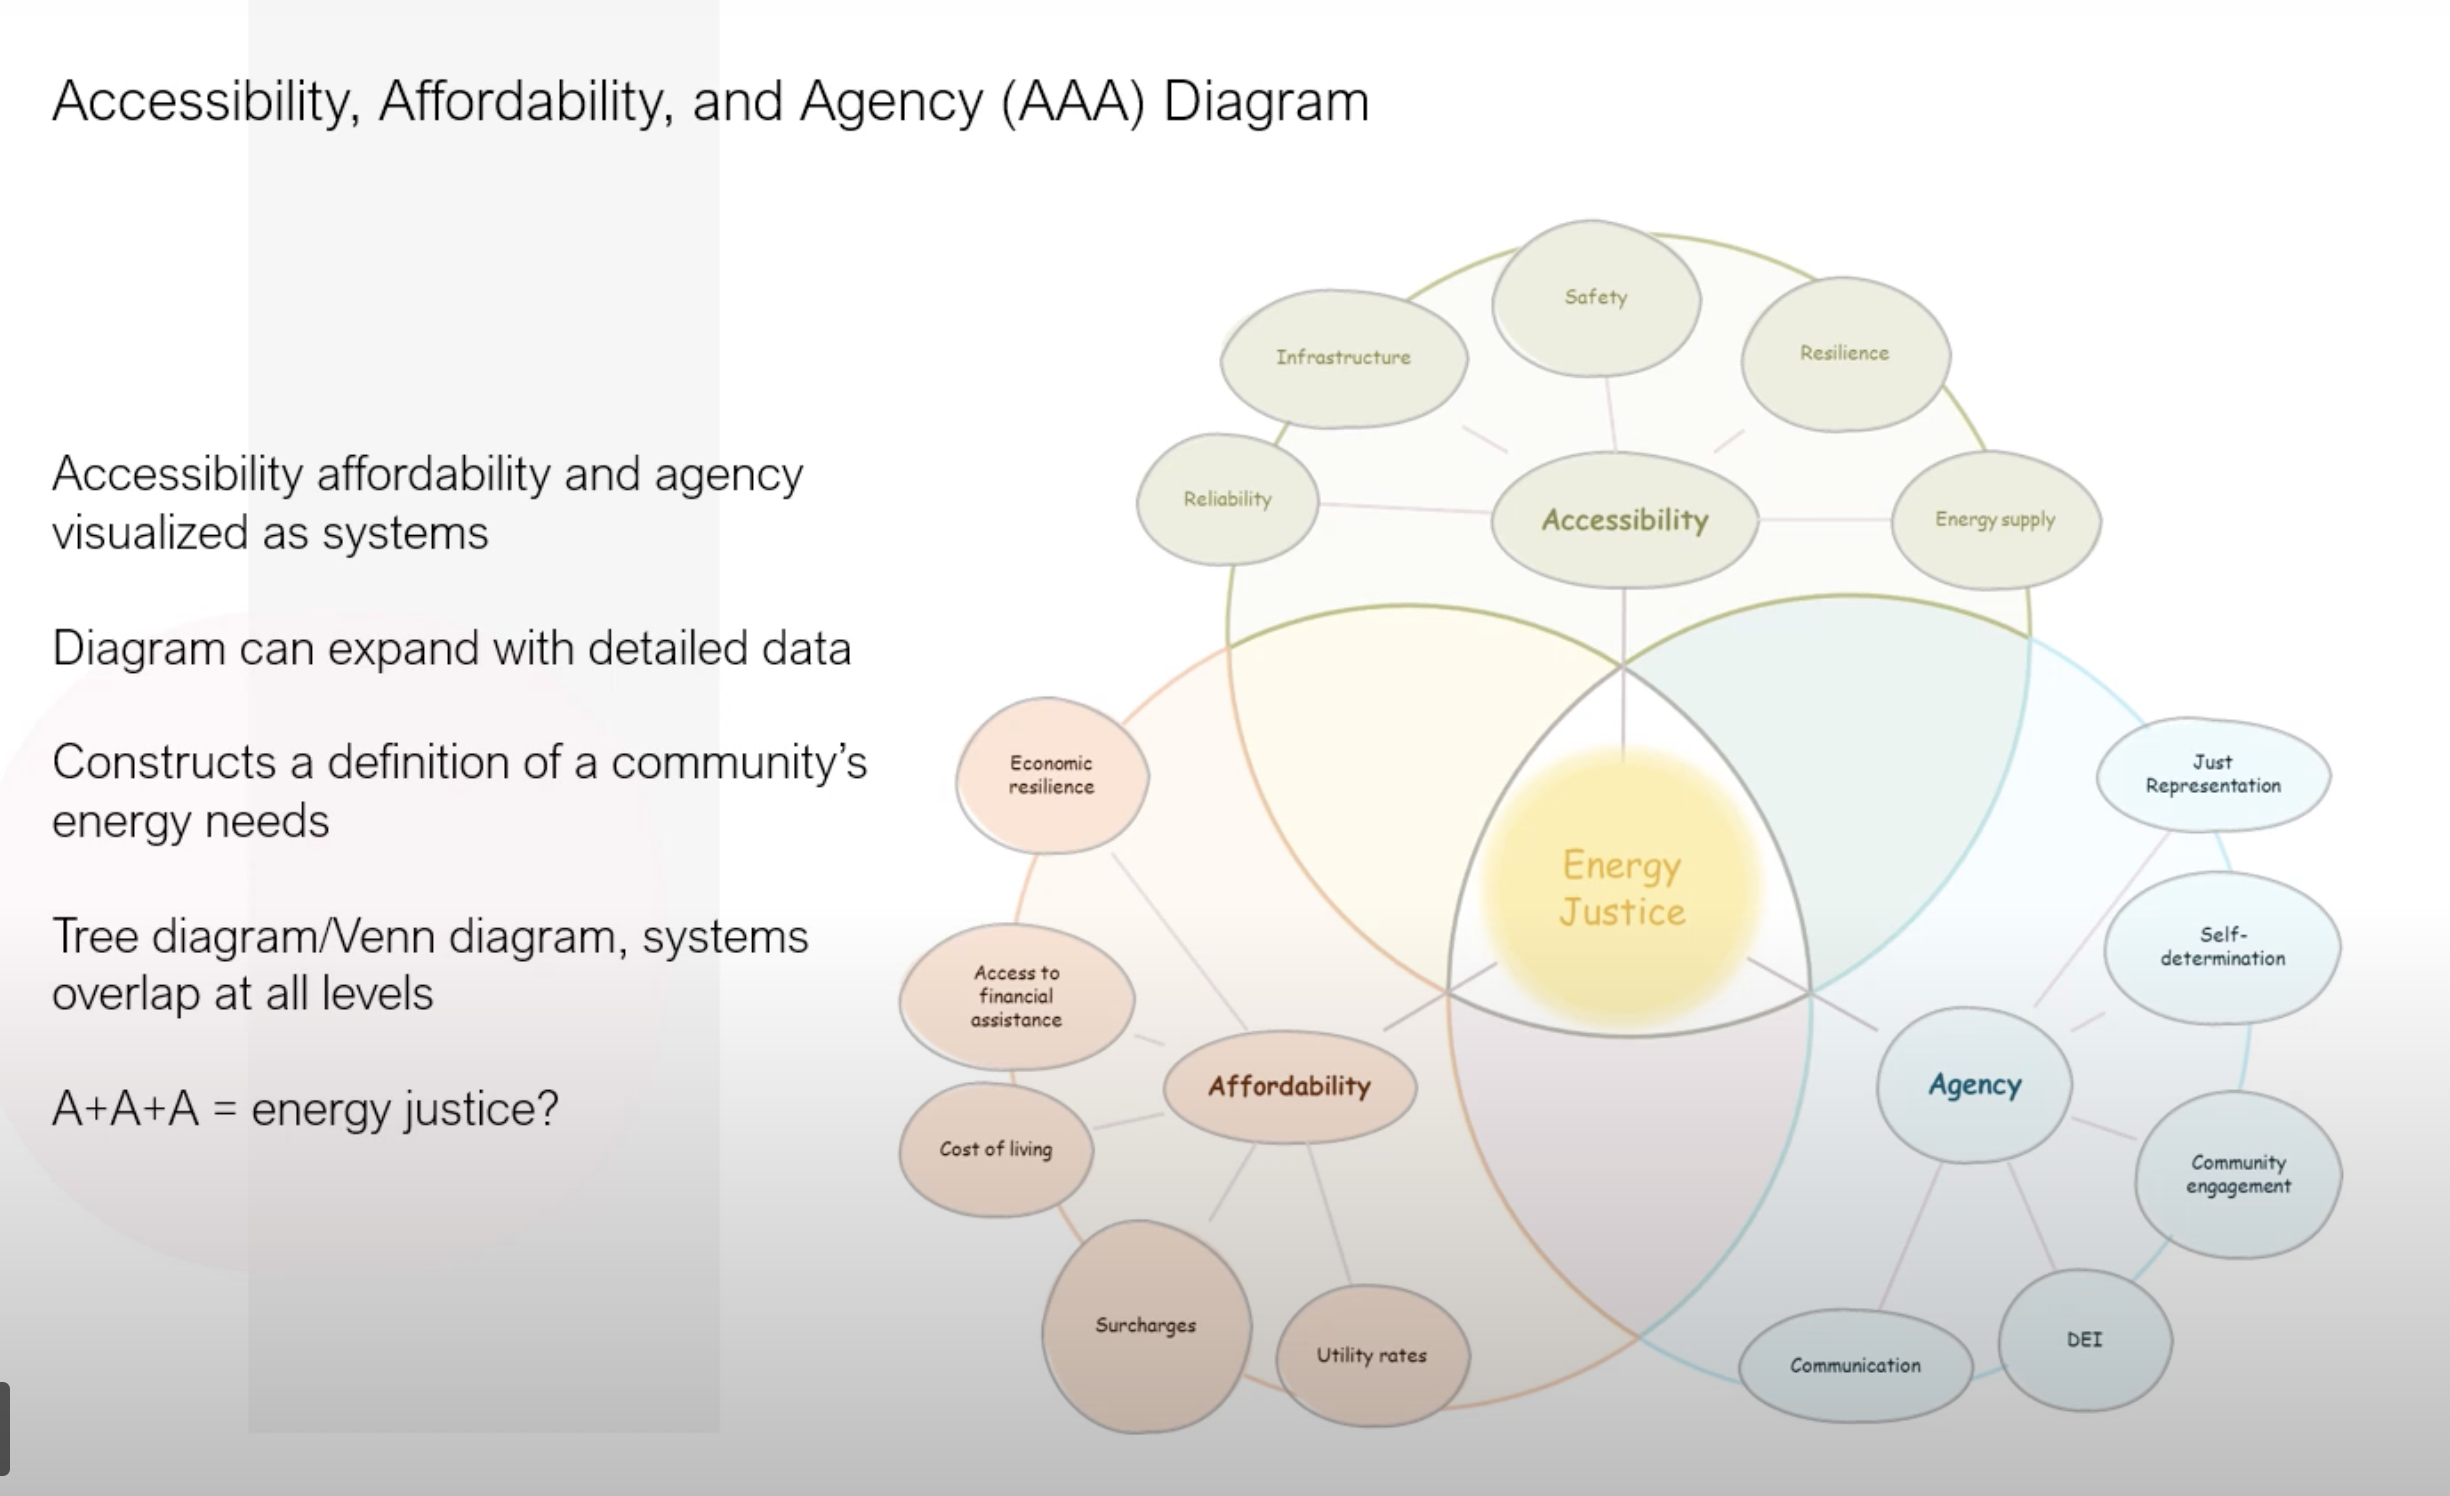 Accessibility, Affordability, and Agency (AAA) Diagram
Accessibility affordability and agency
visualized as systems
Diagram can expand with detailed data
Constructs a definition of a community’s
energy needs
Tree diagram/Venn diagram, systems
overlap at all levels
A+A+A = energy justice?
Safety
Infrastructure
Resilience
Reliability
Accessibility
Energy supply
Energy
Justice
Economic
resilience
Access to
financial
assistance
Affordability
Cost of living
Surcharges
Utility rates
Just
Representation
Self-
determination
Agency
Community
engagement
DEI
Communication